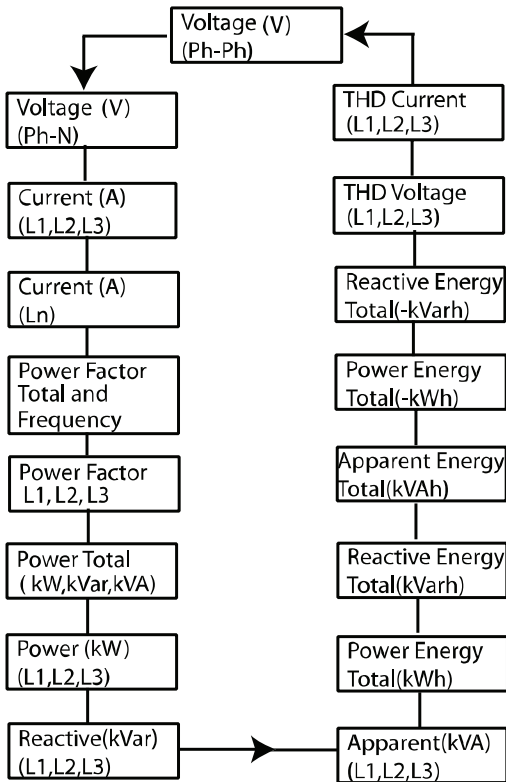 Voltage (V)
(Ph-Ph)
Voltage (V)
(Ph-N)
Current (A)
(L1,L2,L3)
Current (A)
(Ln)
Power Factor
Total and
Frequency
Power Factor
L1, L2, L3
Power Total
(kW,kVar,kVA)
Power (kW)
(L1,L2,L3)
Reactive(kVar)
(L1,L2,L3)
THD Current
(L1,L2,L3)
THD Voltage
(L1,L2,L3)
Reactive Energy
Total(-kVarh)
Power Energy
Total(-kWh)
Apparent Energy
Total(kVAh)
Reactive Energy
Total(kVarh)
Power Energy
Total(kWh)
Apparent(kVA)
(L1,L2,L3)